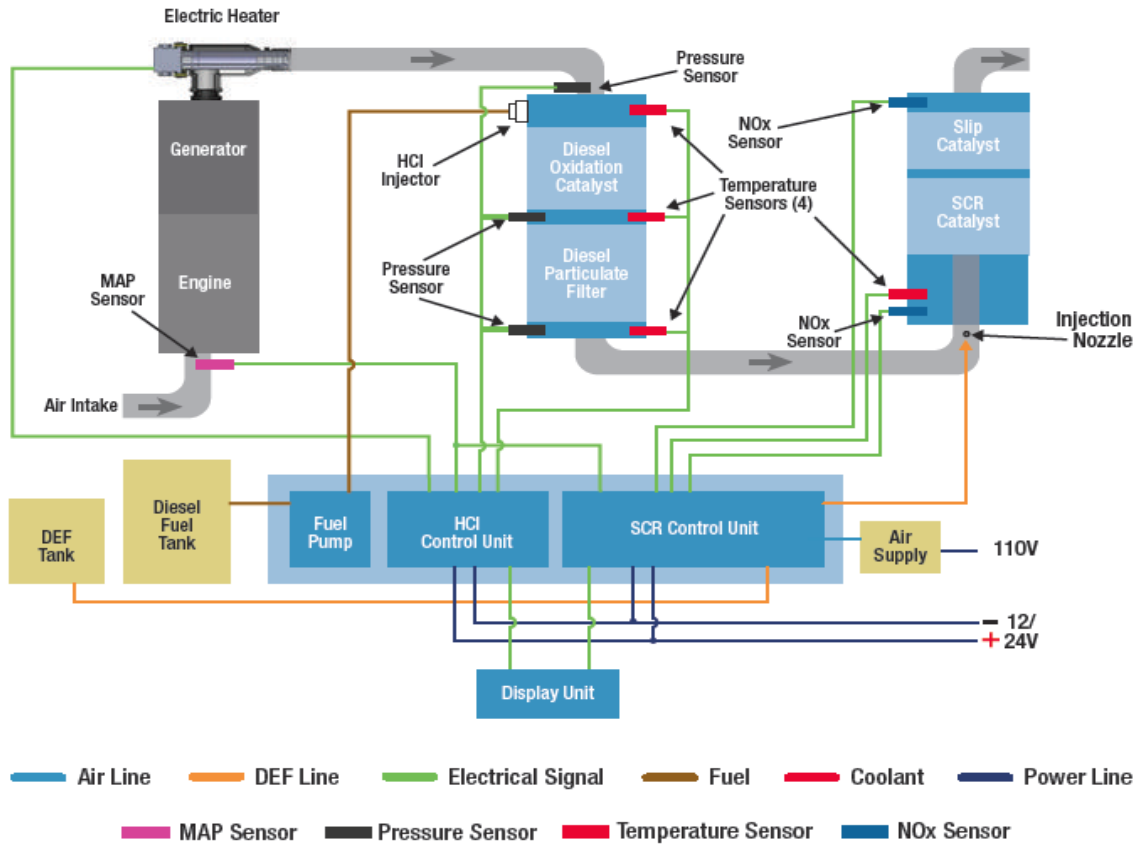 Electric Heater
Pressure
Sensor
NOx
Sensor
Slip
Catalyst
Generator
HCI
Injector
Diesel
Oxidation
Catalyst
Temperature
Sensors (4)
SCR
Catalyst
MAP
Sensor
Engine
Pressure
Sensor
Diesel
Particulate
Filter
NOx
Sensor
Injection
Nozzle
Air Intake
DEF
Tank
Diesel
Fuel
Tank
Fuel
Pump
HCI
Control Unit
SCR Control Unit
Air
Supply
110V
− 12/
+ 24V
Display Unit
Air Line
DEF Line
Electrical Signal
Fuel
Coolant
Power Line
MAP Sensor
Pressure Sensor
Temperature Sensor
NOx Sensor